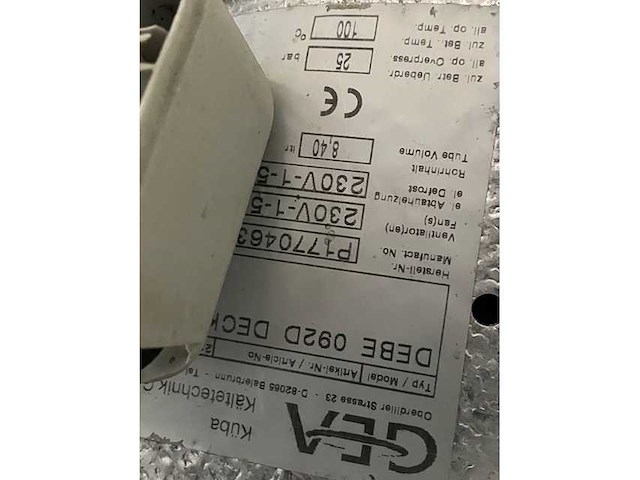 GEA
Küba
Kältetechnik G
Oberdiller Strasse 23 - D-82065 Baierbrunn - Tel
Typ / Model Artikel-Nr. / Article-No
DEBE 092D DECK
Herstell-Nr.
Manufact. No. P1770463
Ventilator(en)
Fan(s) 230V-1-5
el. Abtauheizung
el. Defrost 230V-1-5
Rohrinhalt
Tube Volume 8,40 ltr
CE
zul. Betr Ueberdr.
all. op. Overpress. 25 bar
zul. Bet. Temp.
all. op. Temp. 100 °C